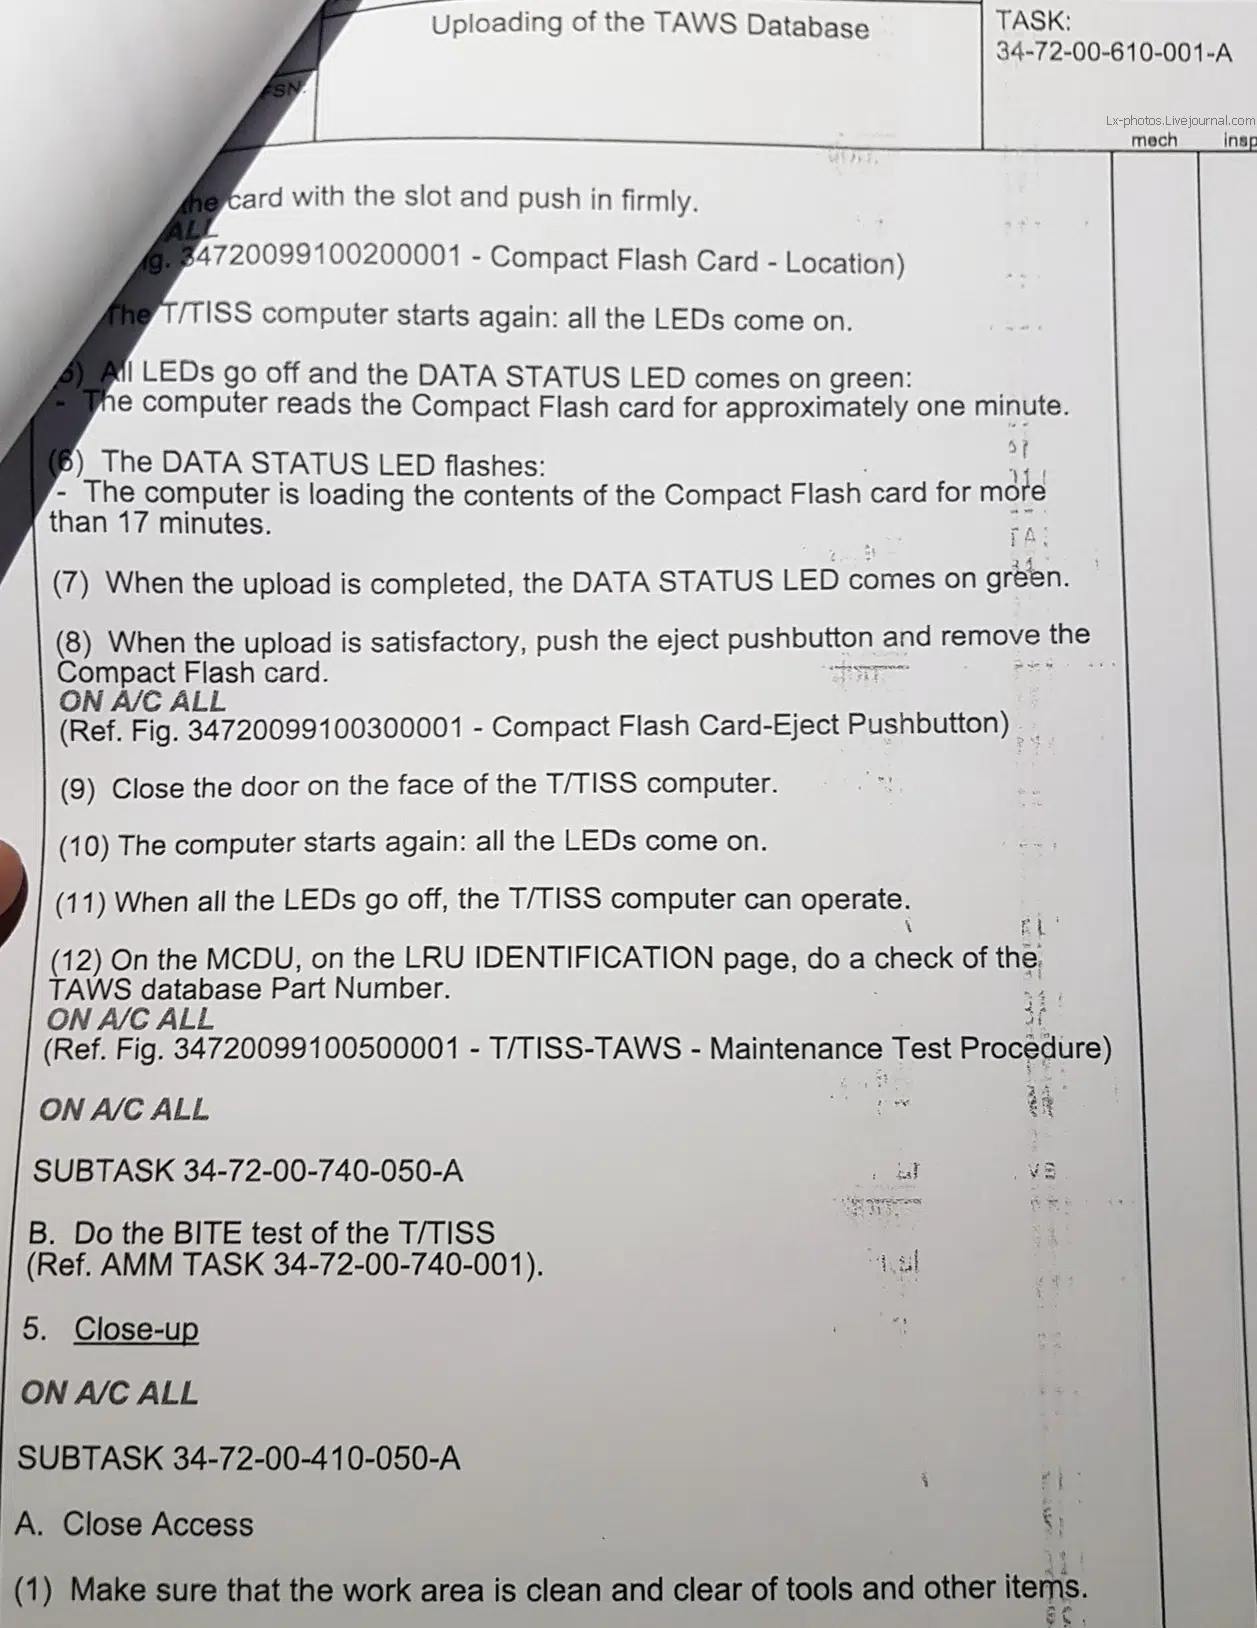 Uploading of the TAWS Database
TASK:
34-72-00-610-001-A
FSN:
Lx-photos.Livejournal.com
mech insp
the card with the slot and push in firmly.
ALL
34720099100200001 - Compact Flash Card - Location)
The T/TISS computer starts again: all the LEDs come on.
All LEDs go off and the DATA STATUS LED comes on green:
- The computer reads the Compact Flash card for approximately one minute.
(6) The DATA STATUS LED flashes:
- The computer is loading the contents of the Compact Flash card for more
than 17 minutes.
(7) When the upload is completed, the DATA STATUS LED comes on green.
(8) When the upload is satisfactory, push the eject pushbutton and remove the
Compact Flash card.
ON A/C ALL
(Ref. Fig. 34720099100300001 - Compact Flash Card-Eject Pushbutton)
(9) Close the door on the face of the T/TISS computer.
(10) The computer starts again: all the LEDs come on.
(11) When all the LEDs go off, the T/TISS computer can operate.
(12) On the MCDU, on the LRU IDENTIFICATION page, do a check of the
TAWS database Part Number.
ON A/C ALL
(Ref. Fig. 34720099100500001 - T/TISS-TAWS - Maintenance Test Procedure)
ON A/C ALL
SUBTASK 34-72-00-740-050-A
B. Do the BITE test of the T/TISS
(Ref. AMM TASK 34-72-00-740-001).
5. Close-up
ON A/C ALL
SUBTASK 34-72-00-410-050-A
A. Close Access
(1) Make sure that the work area is clean and clear of tools and other items.